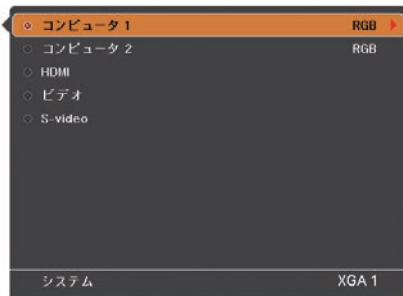 コンピュータ 1 RGB
コンピュータ 2 RGB
HDMI
ビデオ
S-video
システム XGA 1